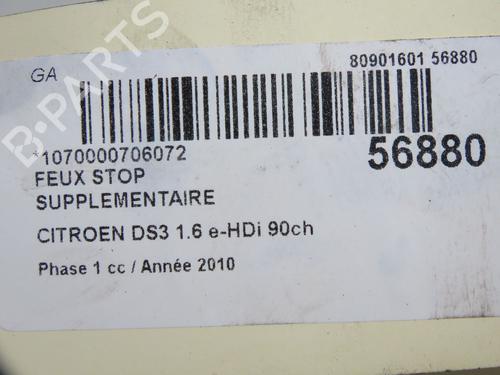 GA
80901601 56880
*1070000706072
56880
FEUX STOP
SUPPLEMENTAIRE
CITROEN DS3 1.6 e-HDi 90ch
Phase 1 cc / Année 2010
B-PARTS